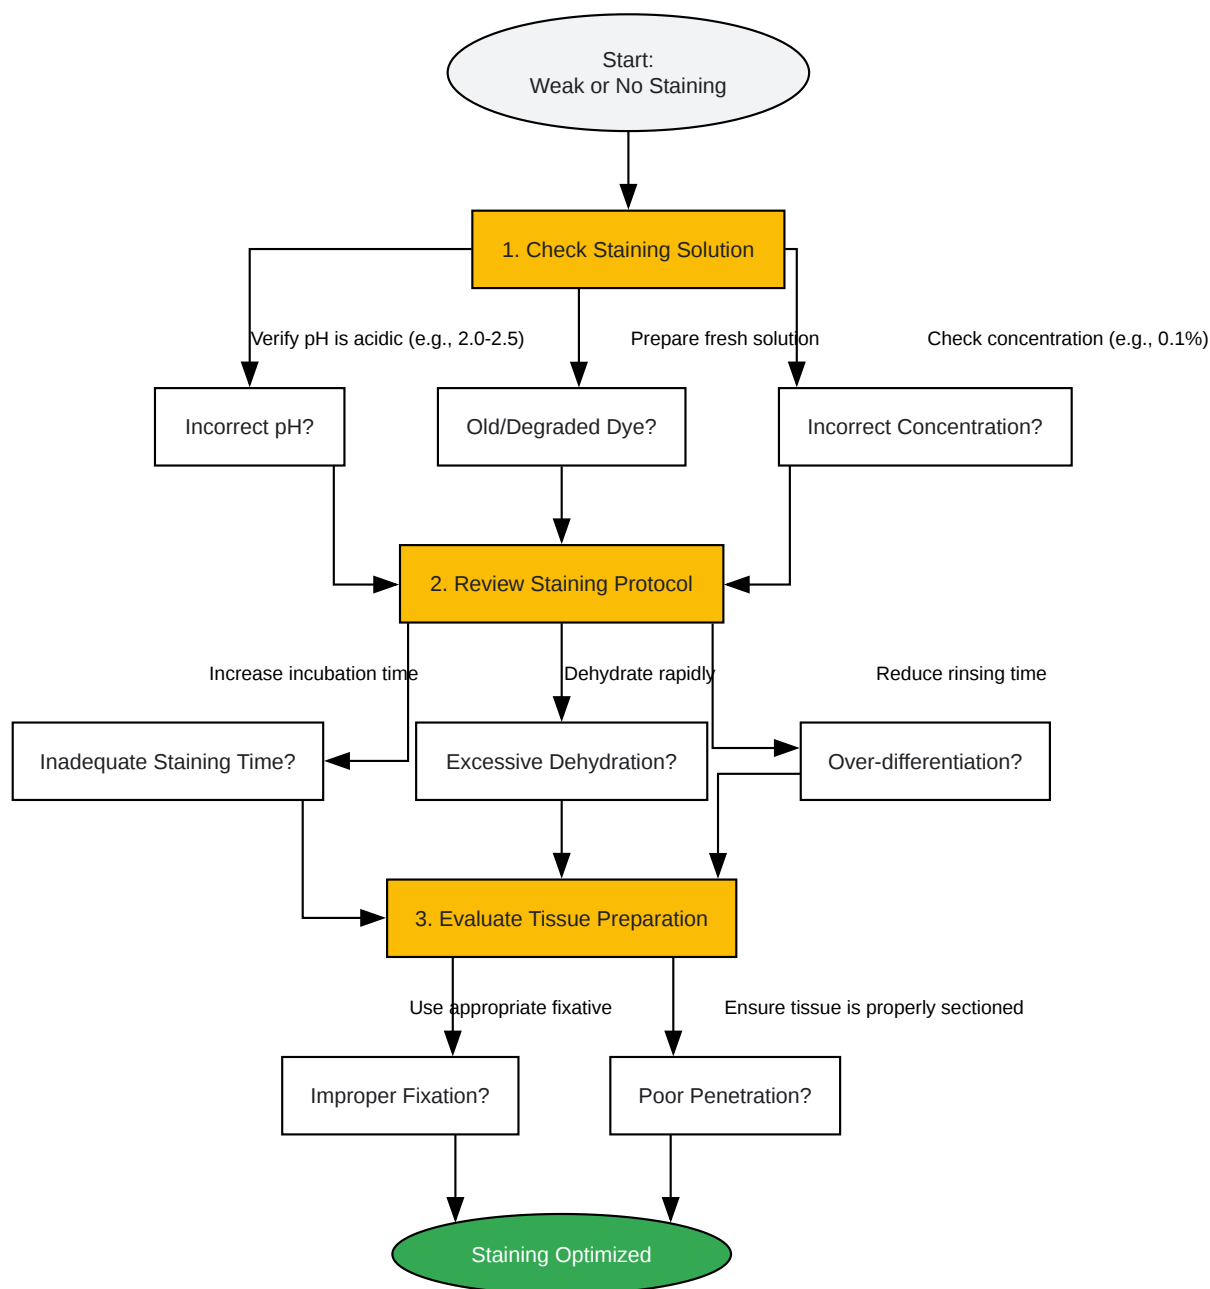 Start:
Weak or No Staining
1. Check Staining Solution
Verify pH is acidic (e.g., 2.0-2.5)
Prepare fresh solution
Check concentration (e.g., 0.1%)
Incorrect pH?
Old/Degraded Dye?
Incorrect Concentration?
2. Review Staining Protocol
Increase incubation time
Dehydrate rapidly
Reduce rinsing time
Inadequate Staining Time?
Excessive Dehydration?
Over-differentiation?
3. Evaluate Tissue Preparation
Use appropriate fixative
Ensure tissue is properly sectioned
Improper Fixation?
Poor Penetration?
Staining Optimized